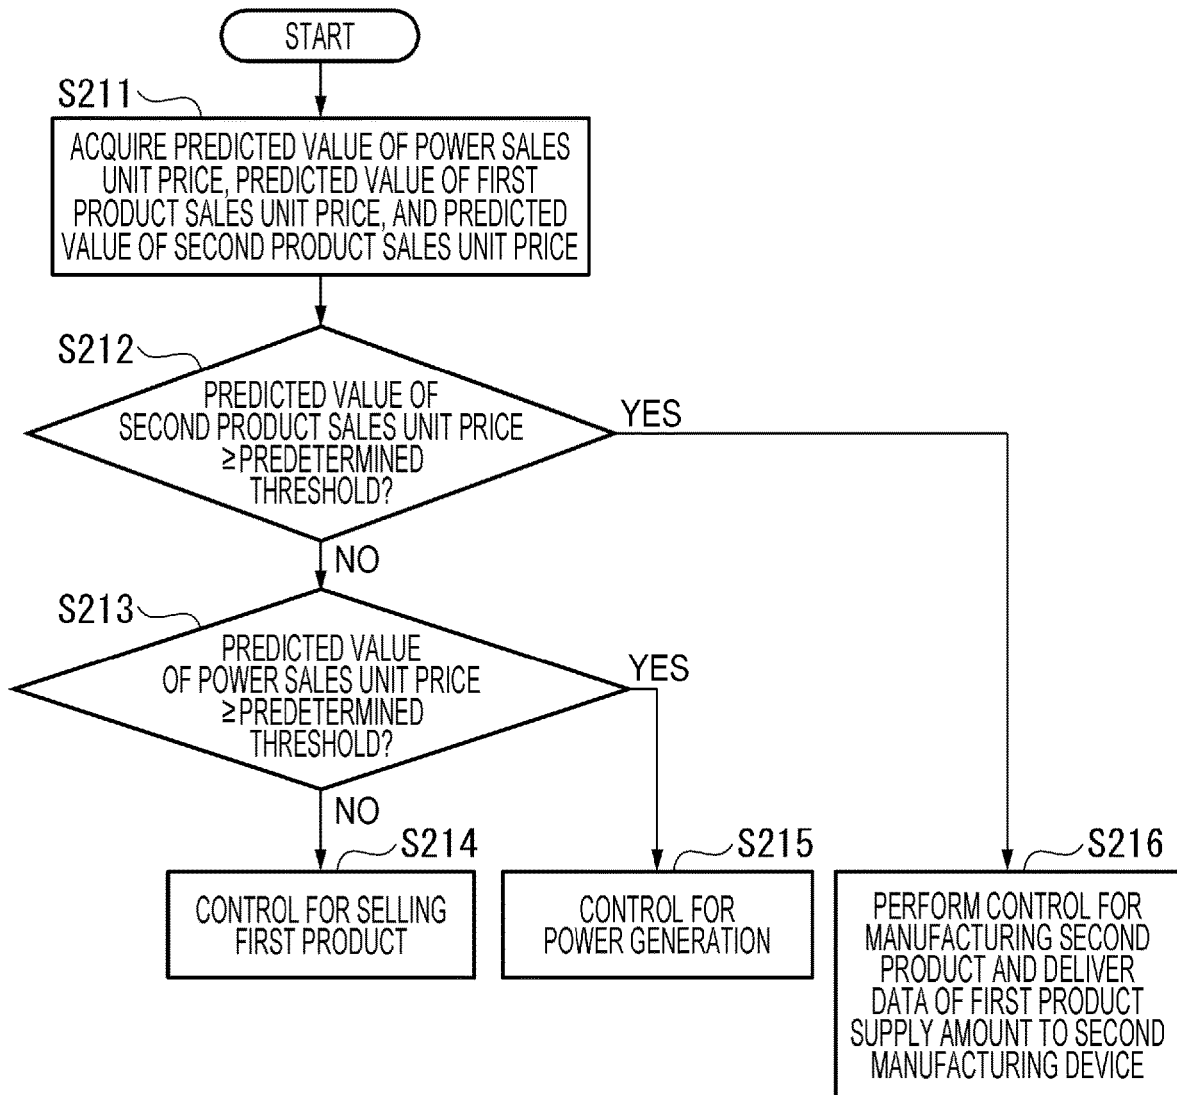 START
S211
ACQUIRE PREDICTED VALUE OF POWER SALES
UNIT PRICE, PREDICTED VALUE OF FIRST
PRODUCT SALES UNIT PRICE, AND PREDICTED
VALUE OF SECOND PRODUCT SALES UNIT PRICE
S212
PREDICTED VALUE OF
SECOND PRODUCT SALES UNIT PRICE
≥PREDETERMINED
THRESHOLD?
YES
NO
S213
PREDICTED VALUE
OF POWER SALES UNIT PRICE
≥PREDETERMINED
THRESHOLD?
YES
NO
S214
CONTROL FOR SELLING
FIRST PRODUCT
S215
CONTROL FOR
POWER GENERATION
S216
PERFORM CONTROL FOR
MANUFACTURING SECOND
PRODUCT AND DELIVER
DATA OF FIRST PRODUCT
SUPPLY AMOUNT TO SECOND
MANUFACTURING DEVICE